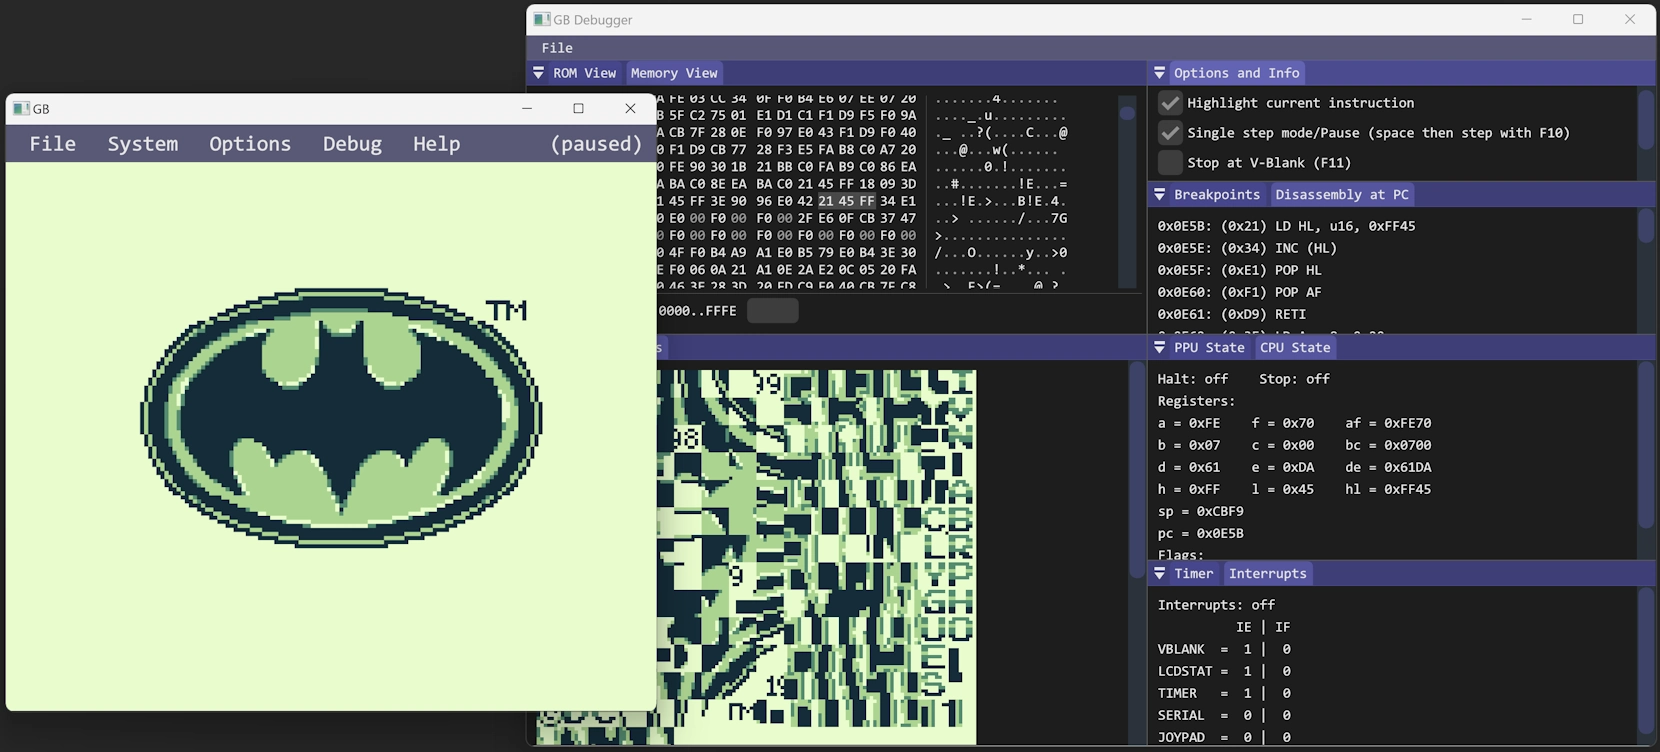 GB Debugger
File
ROM View Memory View
A FE 03 CC 34 0F F0 B4 E6 07 EE 07 20 .......4.......
B 5F C2 75 01 E1 D1 C1 F1 D9 F5 F0 9A ...._.u.........
A CB 7F 28 0E F0 97 E0 43 F1 D9 F0 40 ._ ..?(....C...@
0 F1 D9 CB 77 28 F3 E5 FA B8 C0 A7 20 ...@...w(......
0 FE 90 30 1B 21 BB C0 FA B9 C0 86 EA ......0.!.......
A BA C0 8E EA BA C0 21 45 FF 18 09 3D ..#.......!E...=
1 45 FF 3E 90 96 E0 42 21 45 FF 34 E1 ...!E.>...B!E.4.
0 E0 00 F0 00 F0 00 2F E6 0F CB 37 47 ..> ....../...7G
0 F0 00 F0 00 F0 00 F0 00 F0 00 F0 00 >...............
0 4F F0 B4 A9 A1 E0 B5 79 E0 B4 3E 30 /...O......y..>0
E F0 06 0A 21 A1 0E 2A E2 0C 05 20 FA .......!..*... .
0000..FFFE
s
GB
File System Options Debug Help (paused)
TM
Options and Info
Highlight current instruction
Single step mode/Pause (space then step with F10)
Stop at V-Blank (F11)
Breakpoints Disassembly at PC
0x0E5B: (0x21) LD HL, u16, 0xFF45
0x0E5E: (0x34) INC (HL)
0x0E5F: (0xE1) POP HL
0x0E60: (0xF1) POP AF
0x0E61: (0xD9) RETI
PPU State CPU State
Halt: off Stop: off
Registers:
a = 0xFE f = 0x70 af = 0xFE70
b = 0x07 c = 0x00 bc = 0x0700
d = 0x61 e = 0xDA de = 0x61DA
h = 0xFF l = 0x45 hl = 0xFF45
sp = 0xCBF9
pc = 0x0E5B
Flags:
Timer Interrupts
Interrupts: off
IE | IF
VBLANK = 1 | 0
LCDSTAT = 1 | 0
TIMER = 1 | 0
SERIAL = 0 | 0
JOYPAD = 0 | 0